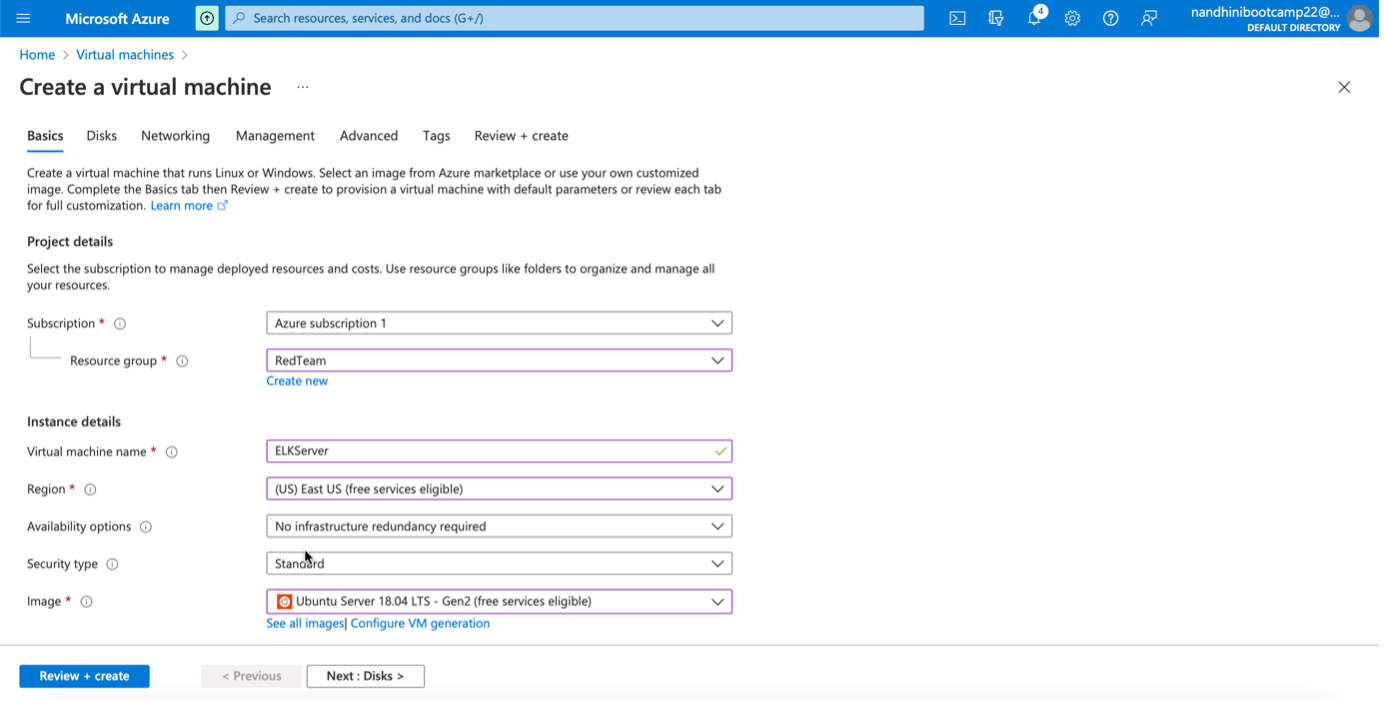 Microsoft Azure
Search resources, services, and docs (G+/)
4
nandhinibootcamp22@...
DEFAULT DIRECTORY
Home > Virtual machines >
Create a virtual machine ...
Basics Disks Networking Management Advanced Tags Review + create
Create a virtual machine that runs Linux or Windows. Select an image from Azure marketplace or use your own customized
image. Complete the Basics tab then Review + create to provision a virtual machine with default parameters or review each tab
for full customization. Learn more
Project details
Select the subscription to manage deployed resources and costs. Use resource groups like folders to organize and manage all
your resources.
Subscription * Azure subscription 1
Resource group * RedTeam
Create new
Instance details
Virtual machine name * ELKServer
Region * (US) East US (free services eligible)
Availability options No infrastructure redundancy required
Security type Standard
Image * Ubuntu Server 18.04 LTS - Gen2 (free services eligible)
See all images| Configure VM generation
Review + create < Previous Next : Disks >